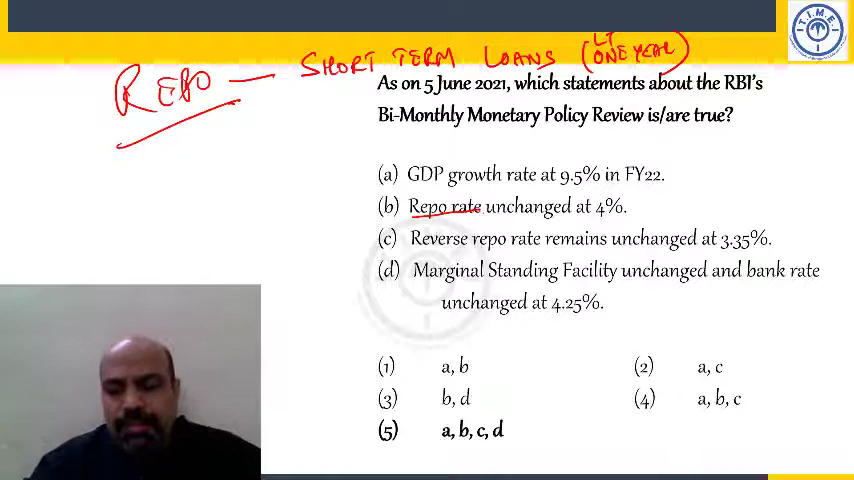 T.I.M.E.
REPO — SHORT TERM LOANS (LT ONE YEAR)
As on 5 June 2021, which statements about the RBI's
Bi-Monthly Monetary Policy Review is/are true?
(a) GDP growth rate at 9.5% in FY22.
(b) Repo rate unchanged at 4%.
(c) Reverse repo rate remains unchanged at 3.35%.
(d) Marginal Standing Facility unchanged and bank rate
unchanged at 4.25%.
(1) a, b (2) a, c
(3) b, d (4) a, b, c
(5) a, b, c, d